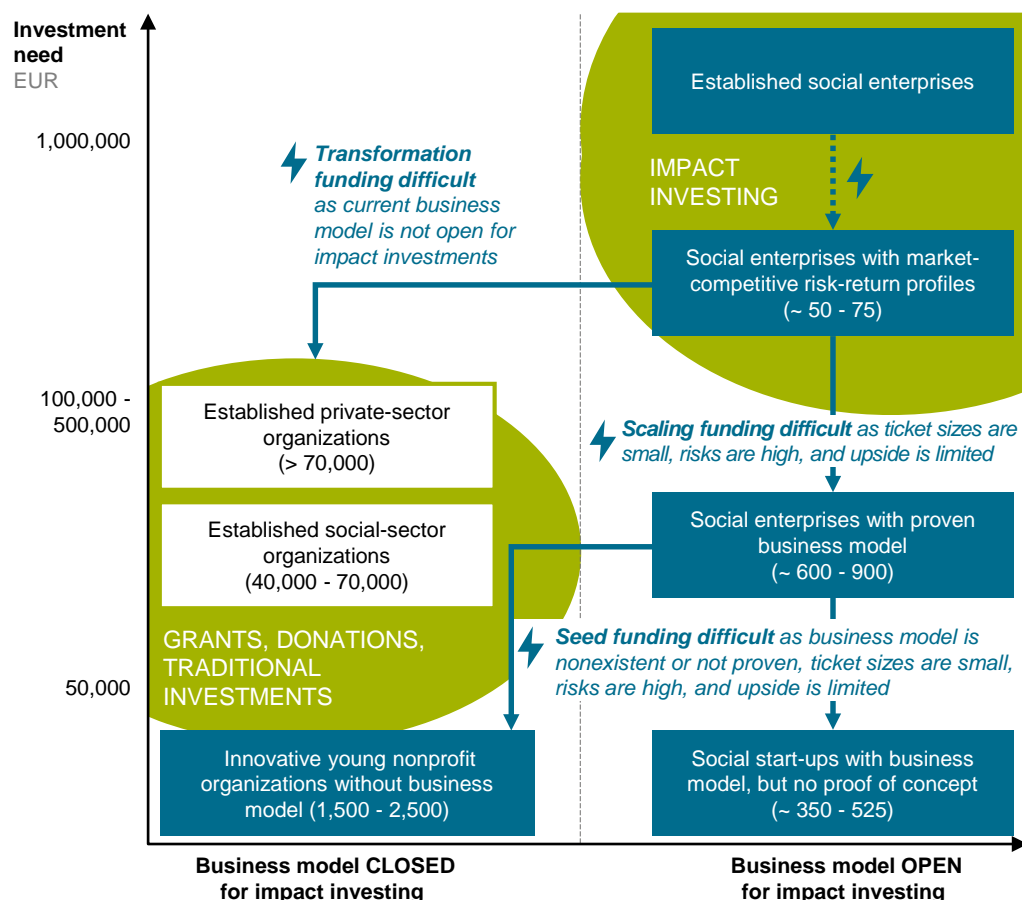 Investment
need
EUR
1,000,000
100,000 -
500,000
50,000
Established social enterprises
IMPACT
INVESTING
Transformation
funding difficult
as current business
model is not open for
impact investments
Social enterprises with market-
competitive risk-return profiles
(~ 50 - 75)
Established private-sector
organizations
(> 70,000)
Scaling funding difficult as ticket sizes are
small, risks are high, and upside is limited
Established social-sector
organizations
(40,000 - 70,000)
Social enterprises with proven
business model
(~ 600 - 900)
GRANTS, DONATIONS,
TRADITIONAL
INVESTMENTS
Seed funding difficult as business model is
nonexistent or not proven, ticket sizes are small,
risks are high, and upside is limited
Innovative young nonprofit
organizations without business
model (1,500 - 2,500)
Social start-ups with business
model, but no proof of concept
(~ 350 - 525)
Business model CLOSED
for impact investing
Business model OPEN
for impact investing